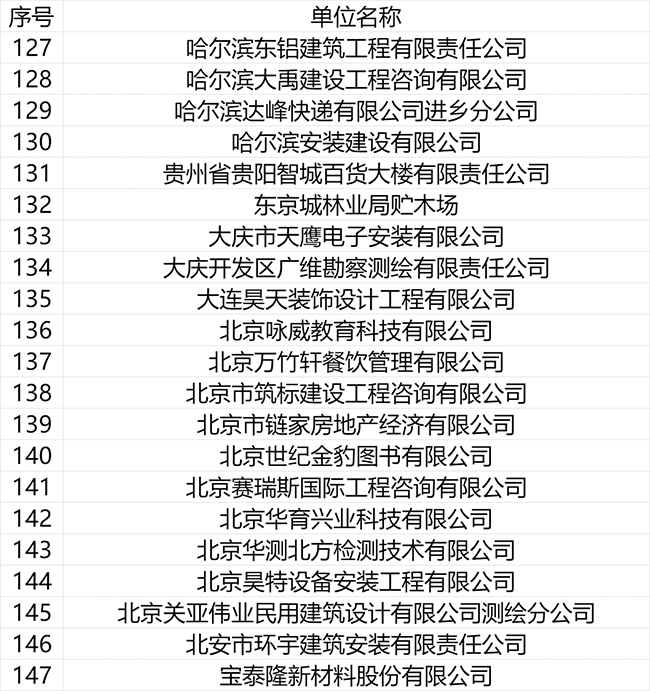 序号 单位名称
127 哈尔滨东铝建筑工程有限责任公司
128 哈尔滨大禹建设工程咨询有限公司
129 哈尔滨达峰快递有限公司进乡分公司
130 哈尔滨安装建设有限公司
131 贵州省贵阳智城百货大楼有限责任公司
132 东京城林业局贮木场
133 大庆市天鹰电子安装有限公司
134 大庆开发区广维勘察测绘有限责任公司
135 大连昊天装饰设计工程有限公司
136 北京咏威教育科技有限公司
137 北京万竹轩餐饮管理有限公司
138 北京市筑标建设工程咨询有限公司
139 北京市链家房地产经济有限公司
140 北京世纪金豹图书有限公司
141 北京赛瑞斯国际工程咨询有限公司
142 北京华育兴业科技有限公司
143 北京华测北方检测技术有限公司
144 北京昊特设备安装工程有限公司
145 北京关亚伟业民用建筑设计有限公司测绘分公司
146 北安市环宇建筑安装有限责任公司
147 宝泰隆新材料股份有限公司